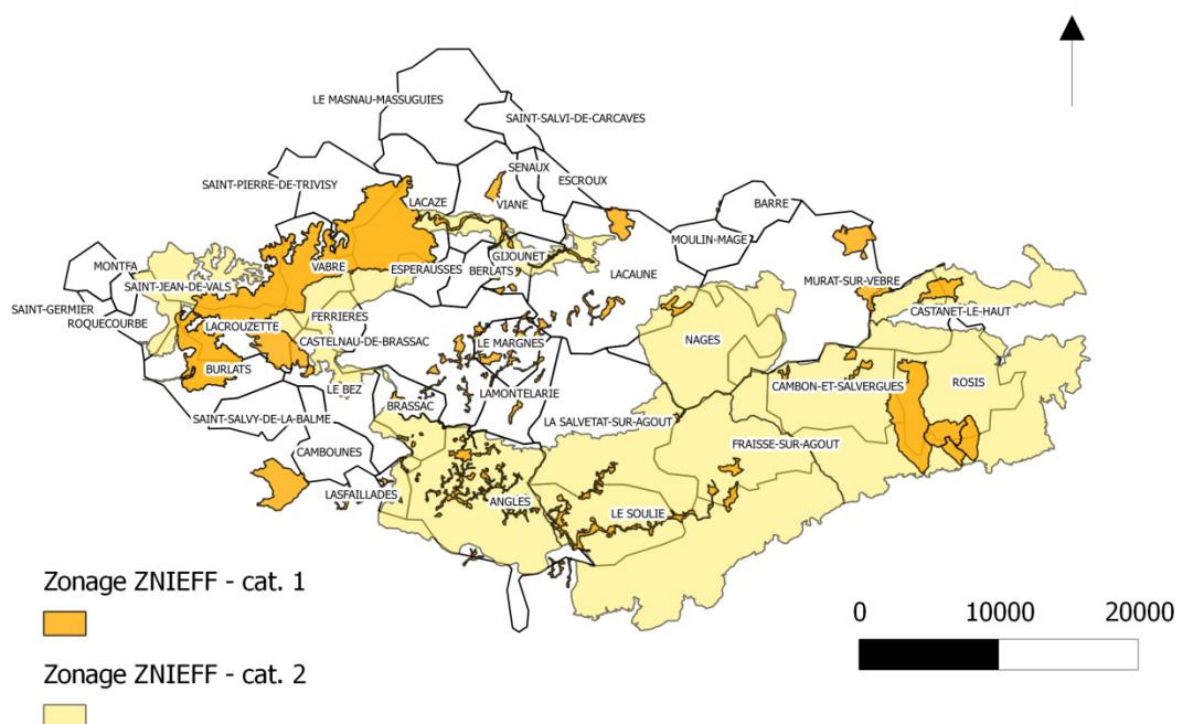 LE MASNAU-MASSUGUIES
SAINT-SALVI-DE-CARCAVES
SENAUX
ESCROUX
SAINT-PIERRE-DE-TRIVISY
LACAZE
VIANE
BARRE
MOULIN-MAGE
GIJOUNET
MONTFA
VABRE
ESPERAUSSES
BERLATS
LACAUNE
MURAT-SUR-VEBRE
SAINT-JEAN-DE-VALS
SAINT-GERMIER
CASTANET-LE-HAUT
FERRIERES
ROQUECOURBE
LACROUZETTE
CASTELNAU-DE-BRASSAC
LE MARGNES
NAGES
BURLATS
CAMBON-ET-SALVERGUES
ROSIS
LE BEZ
LAMONTELARIE
BRASSAC
SAINT-SALVY-DE-LA-BALME
LA SALVETAT-SUR-AGOUT
FRAISSE-SUR-AGOUT
CAMBOUNES
LASFAILLADES
ANGLES
LE SOULIE
Zonage ZNIEFF - cat. 1
0 10000 20000
Zonage ZNIEFF - cat. 2